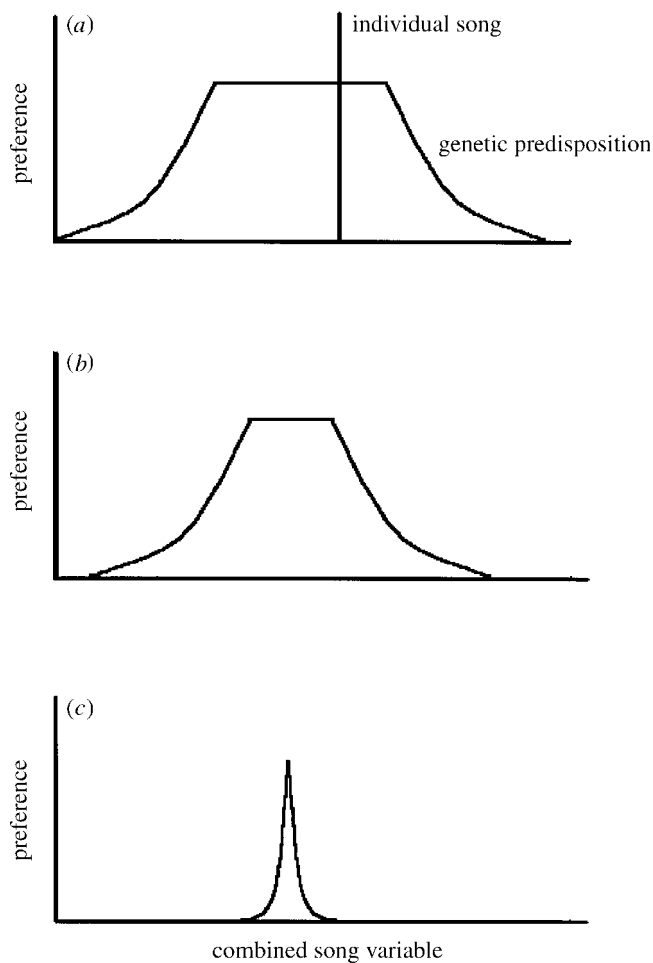 (a)
individual song
preference
genetic predisposition
(b)
preference
(c)
preference
combined song variable